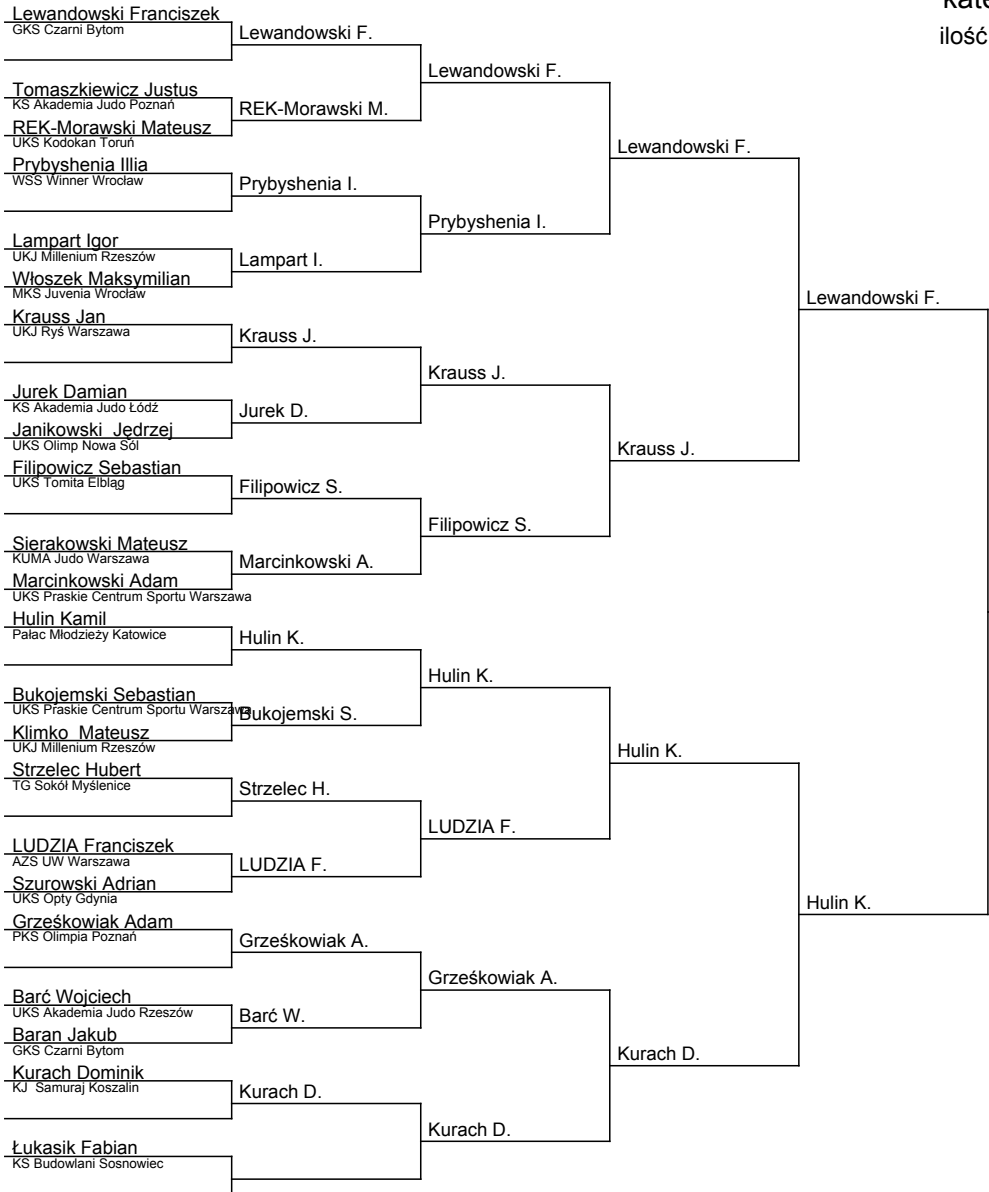 kate
ilość
Lewandowski Franciszek
GKS Czarni Bytom
Lewandowski F.
Lewandowski F.
Tomaszkiewicz Justus
KS Akademia Judo Poznań
REK-Morawski M.
REK-Morawski Mateusz
UKS Kodokan Toruń
Lewandowski F.
Prybyshenia Illia
WSS Winner Wrocław
Prybyshenia I.
Prybyshenia I.
Lampart Igor
UKJ Millenium Rzeszów
Lampart I.
Włoszek Maksymilian
MKS Juvenia Wrocław
Lewandowski F.
Krauss Jan
UKJ Ryś Warszawa
Krauss J.
Krauss J.
Jurek Damian
KS Akademia Judo Łódź
Jurek D.
Janikowski Jędrzej
UKS Olimp Nowa Sól
Krauss J.
Filipowicz Sebastian
UKS Tomita Elbląg
Filipowicz S.
Filipowicz S.
Sierakowski Mateusz
KUMA Judo Warszawa
Marcinkowski A.
Marcinkowski Adam
UKS Praskie Centrum Sportu Warszawa
Hulin Kamil
Pałac Młodzieży Katowice
Hulin K.
Hulin K.
Bukojemski Sebastian
UKS Praskie Centrum Sportu Warszawa
Bukojemski S.
Klimko Mateusz
UKJ Millenium Rzeszów
Hulin K.
Strzelec Hubert
TG Sokół Myślenice
Strzelec H.
LUDZIA F.
LUDZIA Franciszek
AZS UW Warszawa
LUDZIA F.
Szurowski Adrian
UKS Opty Gdynia
Hulin K.
Grześkowiak Adam
PKS Olimpia Poznań
Grześkowiak A.
Grześkowiak A.
Barć Wojciech
UKS Akademia Judo Rzeszów
Barć W.
Baran Jakub
GKS Czarni Bytom
Kurach D.
Kurach Dominik
KJ Samuraj Koszalin
Kurach D.
Kurach D.
Łukasik Fabian
KS Budowlani Sosnowiec